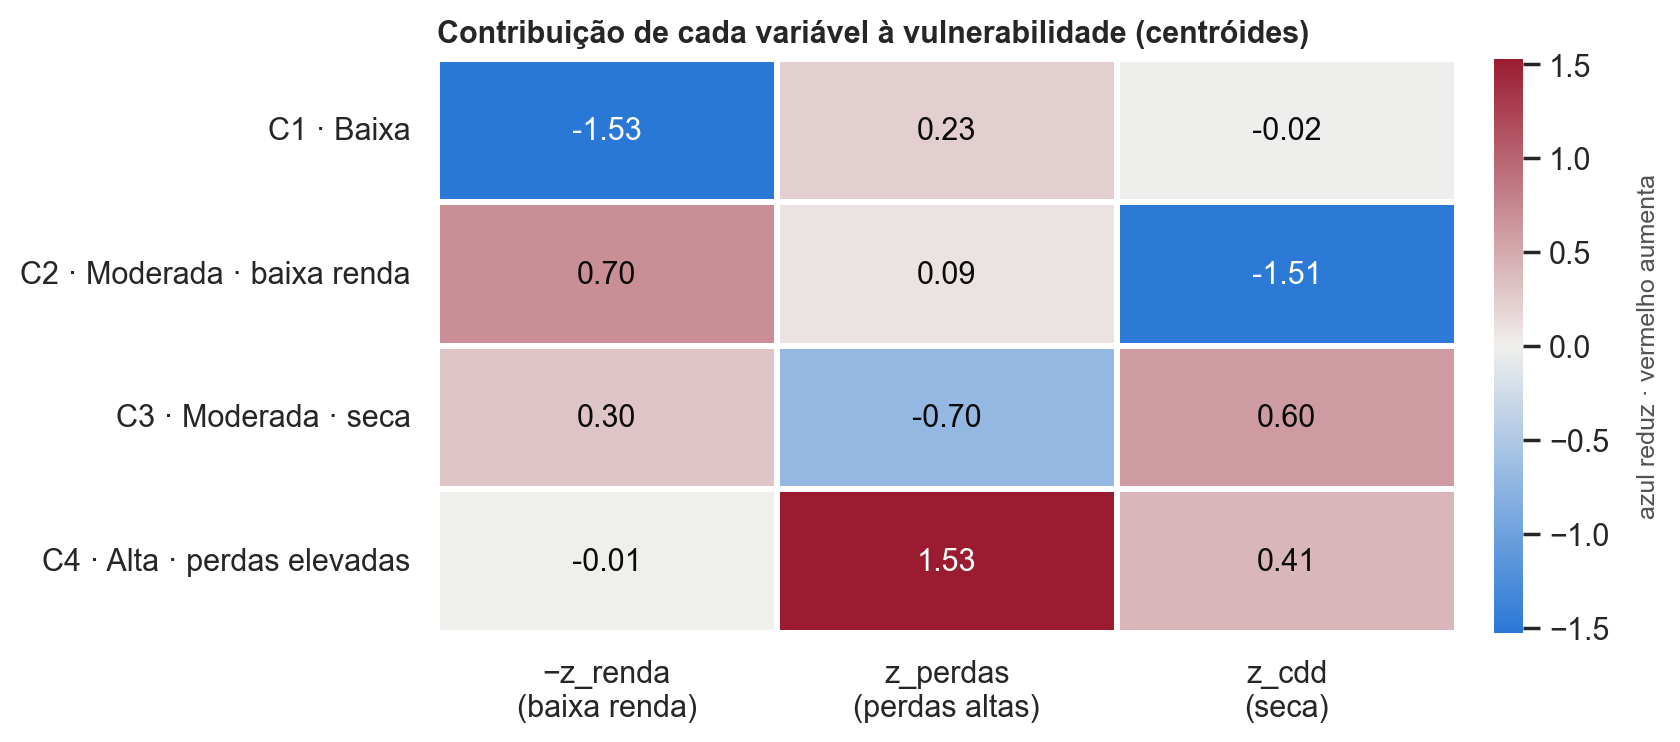 Contribuição de cada variável à vulnerabilidade (centróides)
C1 · Baixa
-1.53
0.23
-0.02
C2 · Moderada · baixa renda
0.70
0.09
-1.51
C3 · Moderada · seca
0.30
-0.70
0.60
C4 · Alta · perdas elevadas
-0.01
1.53
0.41
−z_renda
(baixa renda)
z_perdas
(perdas altas)
z_cdd
(seca)
1.5
1.0
0.5
0.0
−0.5
−1.0
−1.5
azul reduz · vermelho aumenta